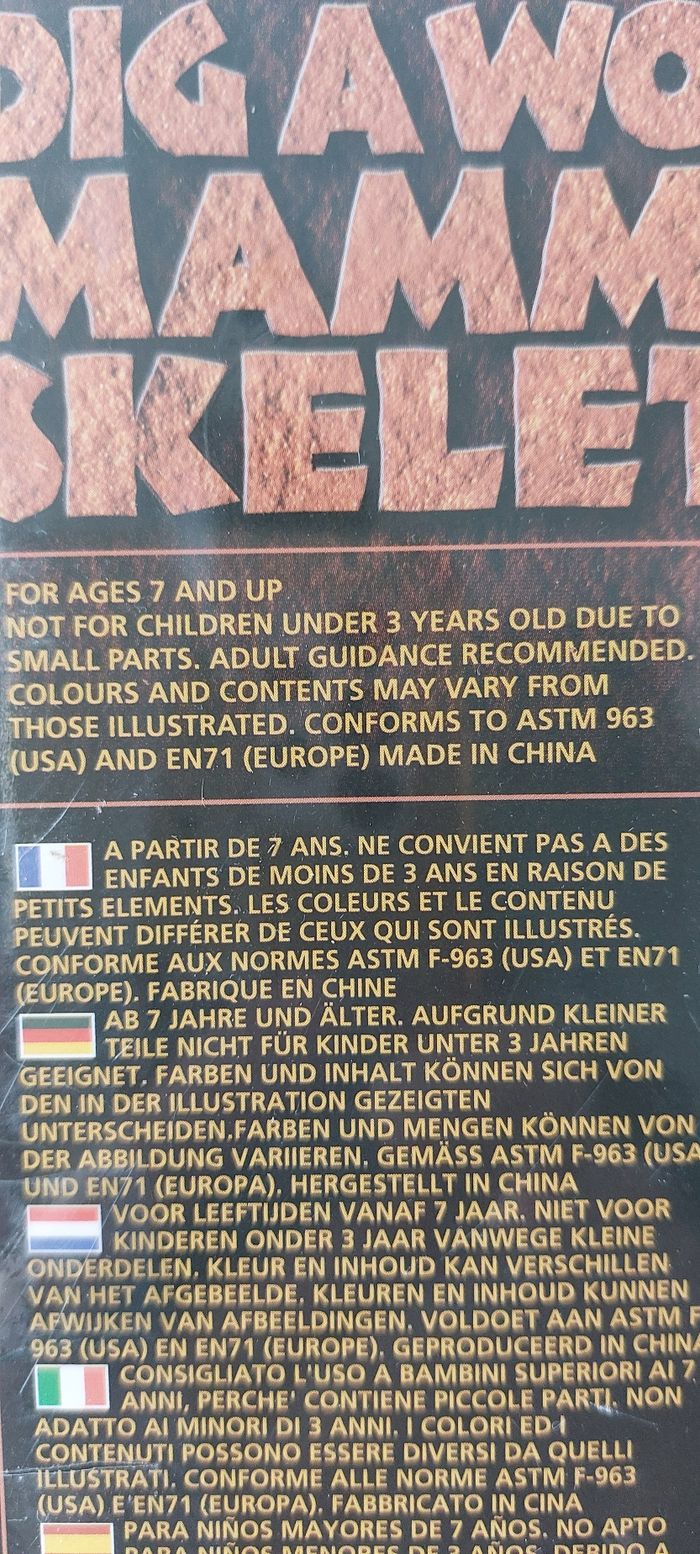 DIG A WO
MAMM
SKELET
FOR AGES 7 AND UP
NOT FOR CHILDREN UNDER 3 YEARS OLD DUE TO
SMALL PARTS. ADULT GUIDANCE RECOMMENDED.
COLOURS AND CONTENTS MAY VARY FROM
THOSE ILLUSTRATED. CONFORMS TO ASTM 963
(USA) AND EN71 (EUROPE) MADE IN CHINA
A PARTIR DE 7 ANS. NE CONVIENT PAS A DES
ENFANTS DE MOINS DE 3 ANS EN RAISON DE
PETITS ELEMENTS. LES COLEURS ET LE CONTENU
PEUVENT DIFFÉRER DE CEUX QUI SONT ILLUSTRÉS.
CONFORME AUX NORMES ASTM F-963 (USA) ET EN71
(EUROPE). FABRIQUE EN CHINE
AB 7 JAHRE UND ÄLTER. AUFGRUND KLEINER
TEILE NICHT FÜR KINDER UNTER 3 JAHREN
GEEIGNET. FARBEN UND INHALT KÖNNEN SICH VON
DEN IN DER ILLUSTRATION GEZEIGTEN
UNTERSCHEIDEN.FARBEN UND MENGEN KÖNNEN VON
DER ABBILDUNG VARIIEREN. GEMÄSS ASTM F-963 (USA
UND EN71 (EUROPA). HERGESTELLT IN CHINA
VOOR LEEFTIJDEN VANAF 7 JAAR. NIET VOOR
KINDEREN ONDER 3 JAAR VANWEGE KLEINE
ONDERDELEN. KLEUR EN INHOUD KAN VERSCHILLEN
VAN HET AFGEBEELDE. KLEUREN EN INHOUD KUNNEN
AFWIJKEN VAN AFBEELDINGEN. VOLDOET AAN ASTM
963 (USA) EN EN71 (EUROPE). GEPRODUCEERD IN CHINA
CONSIGLIATO L'USO A BAMBINI SUPERIORI AI 7
ANNI, PERCHE' CONTIENE PICCOLE PARTI. NON
ADATTO AI MINORI DI 3 ANNI. I COLORI ED I
CONTENUTI POSSONO ESSERE DIVERSI DA QUELLI
ILLUSTRATI. CONFORME ALLE NORME ASTM F-963
(USA) E EN71 (EUROPA). FABBRICATO IN CINA
PARA NIÑOS MAYORES DE 7 AÑOS. NO APTO
PARA NIÑOS MENORES DE 3 AÑOS DEBIDO A